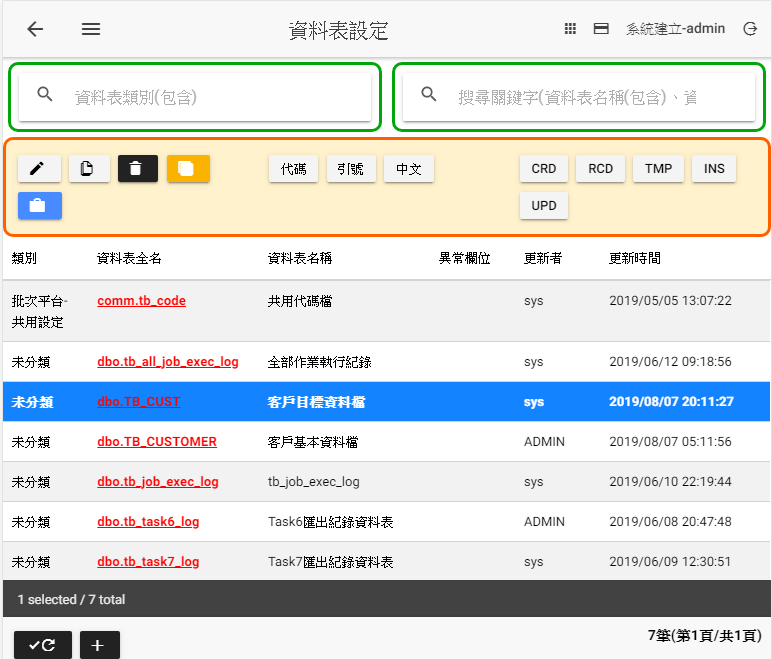 資料表設定
系統建立-admin
資料表類別(包含)
搜尋關鍵字(資料表名稱(包含)、資
代碼 引號 中文 CRD RCD TMP INS
UPD
類別 資料表全名 資料表名稱 異常欄位 更新者 更新時間
批次平台-
共用設定 comm.tb_code 共用代碼檔 sys 2019/05/05 13:07:22
未分類 dbo.tb_all_job_exec_log 全部作業執行紀錄 sys 2019/06/12 09:18:56
未分類 dbo.TB_CUST 客戶目標資料檔 sys 2019/08/07 20:11:27
未分類 dbo.TB_CUSTOMER 客戶基本資料檔 ADMIN 2019/08/07 05:11:56
未分類 dbo.tb_job_exec_log tb_job_exec_log sys 2019/06/10 22:19:44
未分類 dbo.tb_task6_log Task6匯出紀錄資料表 ADMIN 2019/06/08 20:47:48
未分類 dbo.tb_task7_log Task7匯出紀錄資料表 sys 2019/06/09 12:30:51
1 selected / 7 total
7筆(第1頁/共1頁)